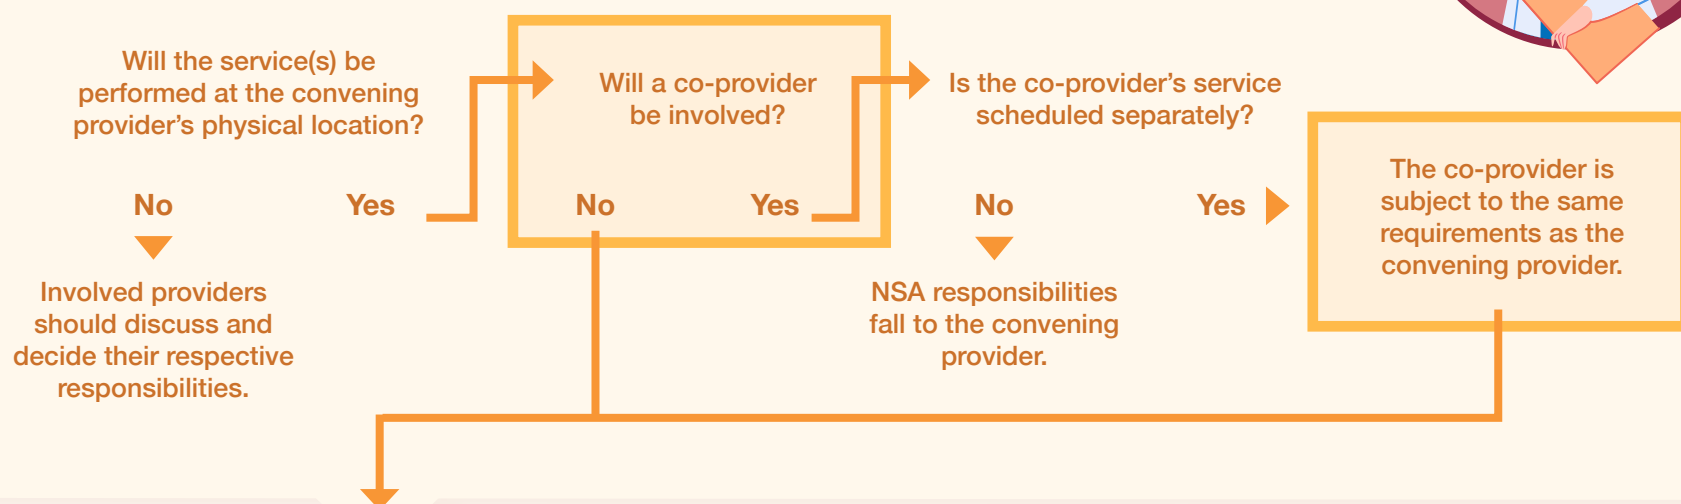 Will the service(s) be
performed at the convening
provider's physical location?
No
Yes
Involved providers
should discuss and
decide their respective
responsibilities.
Will a co-provider
be involved?
No
Yes
Is the co-provider's service
scheduled separately?
No
Yes
NSA responsibilities
fall to the convening
provider.
The co-provider is
subject to the same
requirements as the
convening provider.